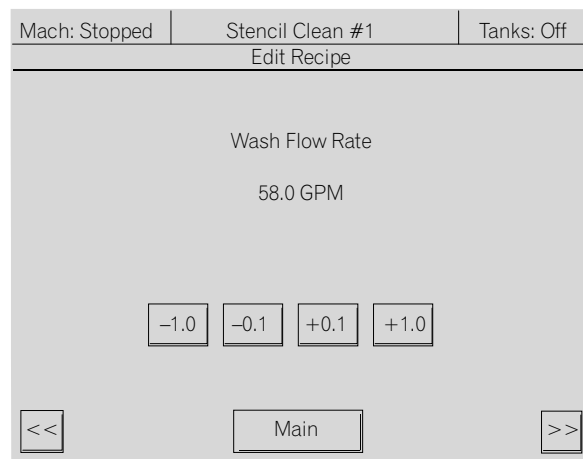 Mach: Stopped Stencil Clean #1 Tanks: Off
Edit Recipe
Wash Flow Rate
58.0 GPM
–1.0 –0.1 +0.1 +1.0
<< Main >>